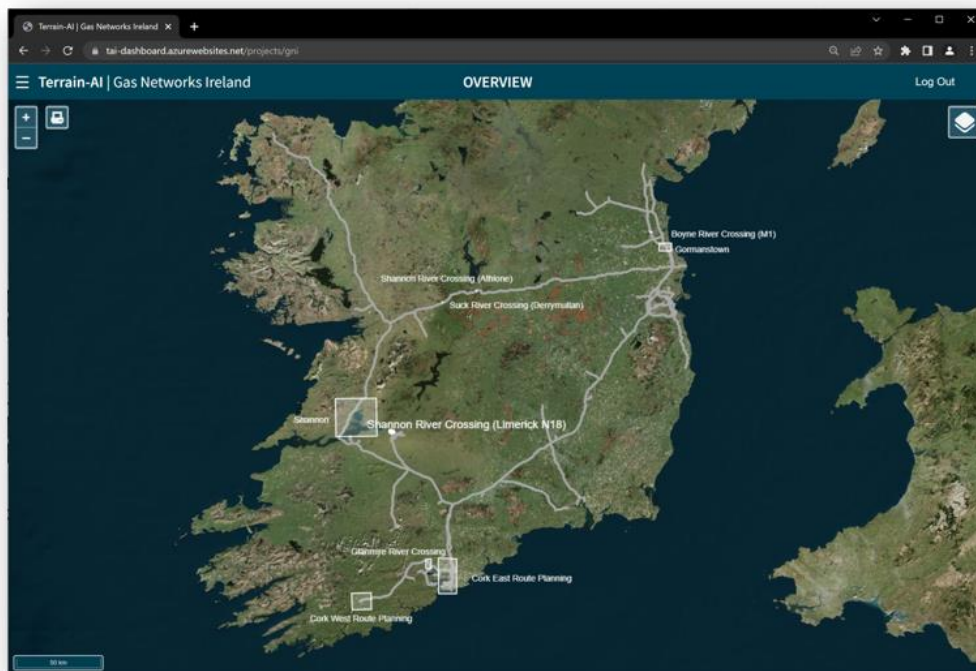 Terrain-AI | Gas Networks Ireland
tai-dashboard.azurewebsites.net/projects/gni
Terrain-AI | Gas Networks Ireland
OVERVIEW
Log Out
Boyne River Crossing (M1)
Gormanstown
Shannon River Crossing (Athlone)
Suck River Crossing (Derrymullan)
Shannon
Shannon River Crossing (Limerick N18)
Glanmire River Crossing
Cork East Route Planning
Cork West Route Planning
50 km